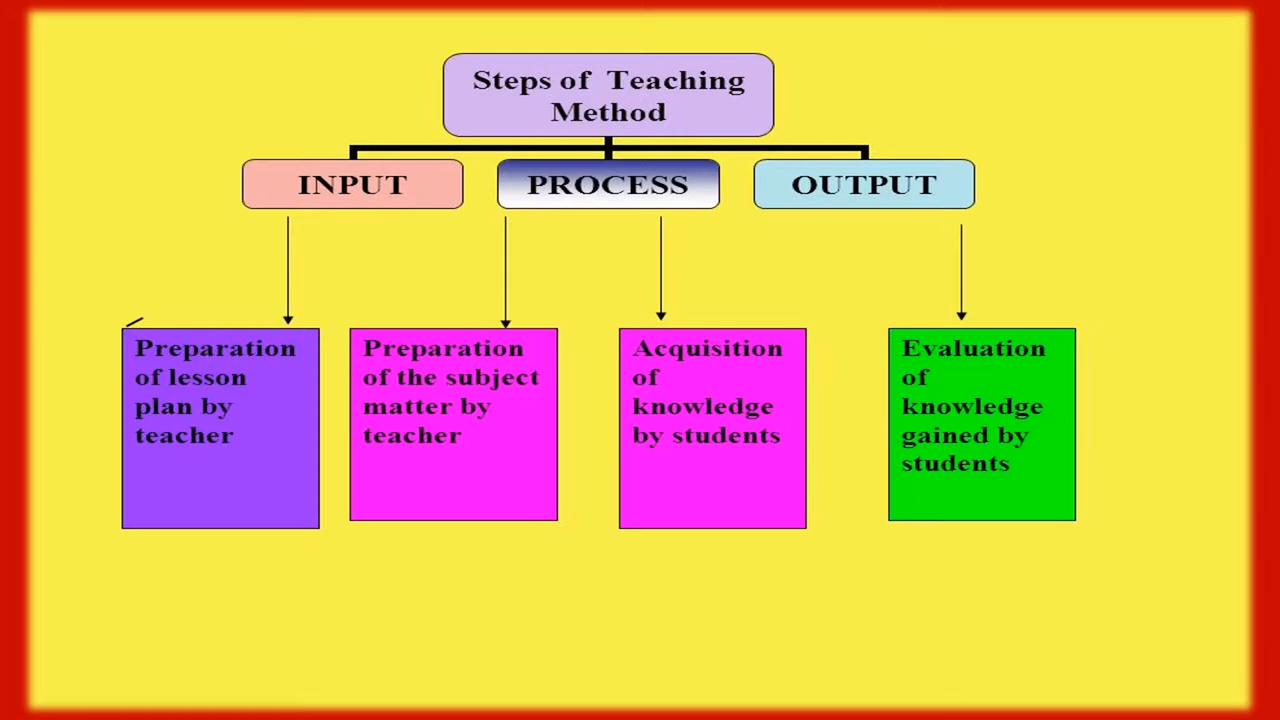 Steps of Teaching
Method
INPUT
PROCESS
OUTPUT
Preparation
of lesson
plan by
teacher
Preparation
of the subject
matter by
teacher
Acquisition
of
knowledge
by students
Evaluation
of
knowledge
gained by
students